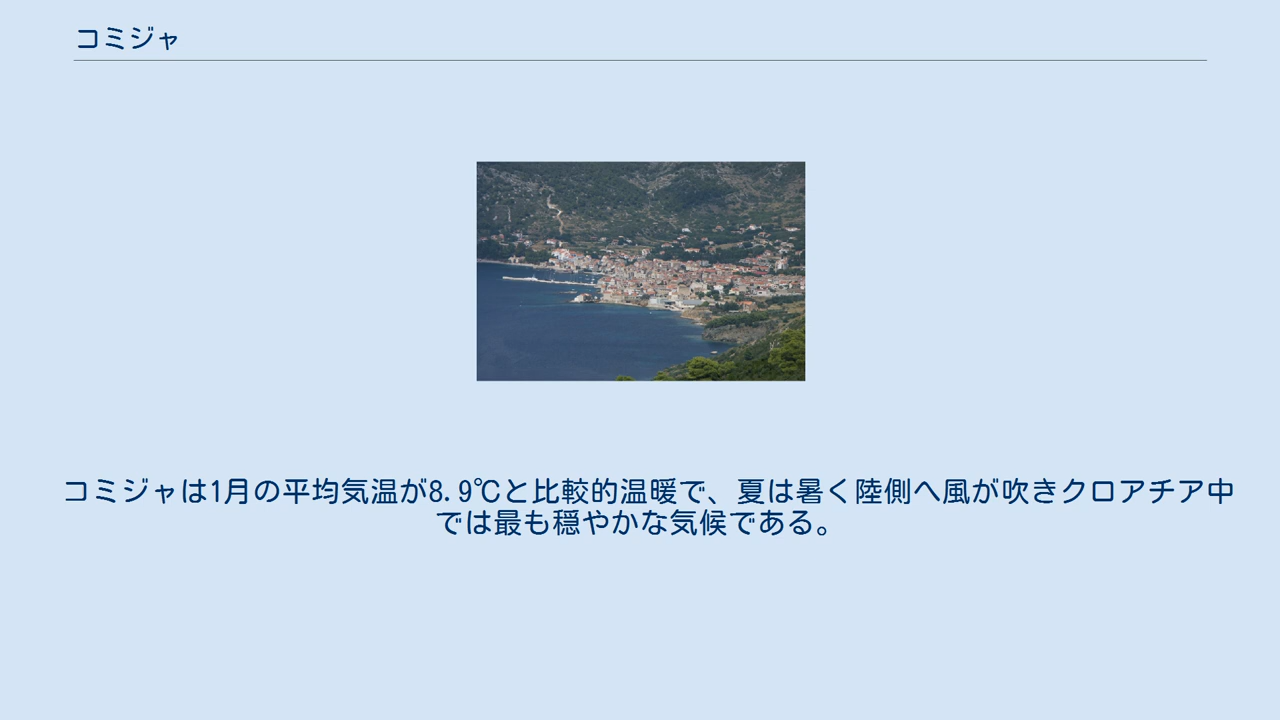 コミジャ
コミジャは1月の平均気温が8.9℃と比較的温暖で、夏は暑く陸側へ風が吹きクロアチア中
では最も穏やかな気候である。